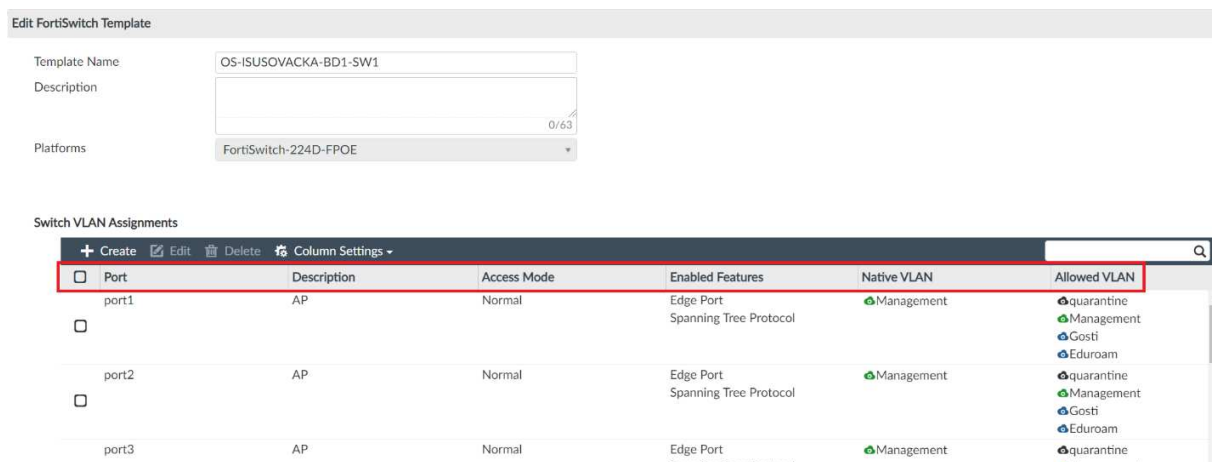 Edit FortiSwitch Template
Template Name OS-ISUSOVACKA-BD1-SW1
Description
0/63
Platforms FortiSwitch-224D-FPOE
Switch VLAN Assignments
Create Edit Delete Column Settings
Port Description Access Mode Enabled Features Native VLAN Allowed VLAN
port1 AP Normal Edge Port Management quarantine
Spanning Tree Protocol Management
Gosti
Eduroam
port2 AP Normal Edge Port Management quarantine
Spanning Tree Protocol Management
Gosti
Eduroam
port3 AP Normal Edge Port Management quarantine